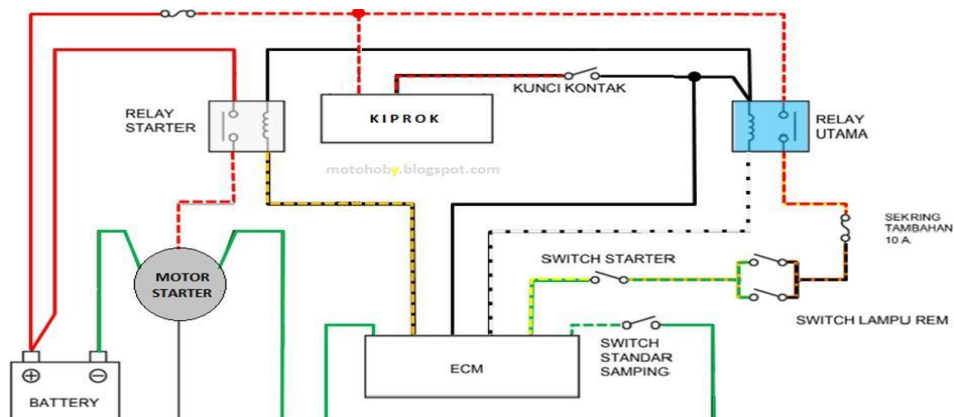 RELAY
STARTER
KIPROK
KUNCI KONTAK
RELAY
UTAMA
motohoby.blogspot.com
SEKRING
TAMBAHAN
10 A.
MOTOR
STARTER
SWITCH STARTER
SWITCH LAMPU REM
SWITCH
STANDAR
SAMPING
ECM
+
−
BATTERY